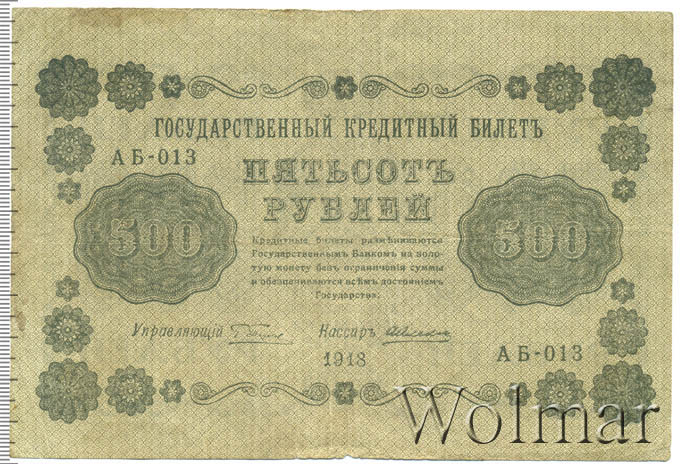 ГОСУДАРСТВЕННЫЙ КРЕДИТНЫЙ БИЛЕТЪ
АБ-013
ПЯТЬСОТЪ
РУБЛЕЙ
500
500
Кредитные билеты размѣниваются
Государственнымъ Банкомъ на золо-
тую монету безъ ограниченія суммы
и обезпечиваются всѣмъ достояніемъ
Государства.
Управляющій
Кассиръ
1918
АБ-013
Wolmar